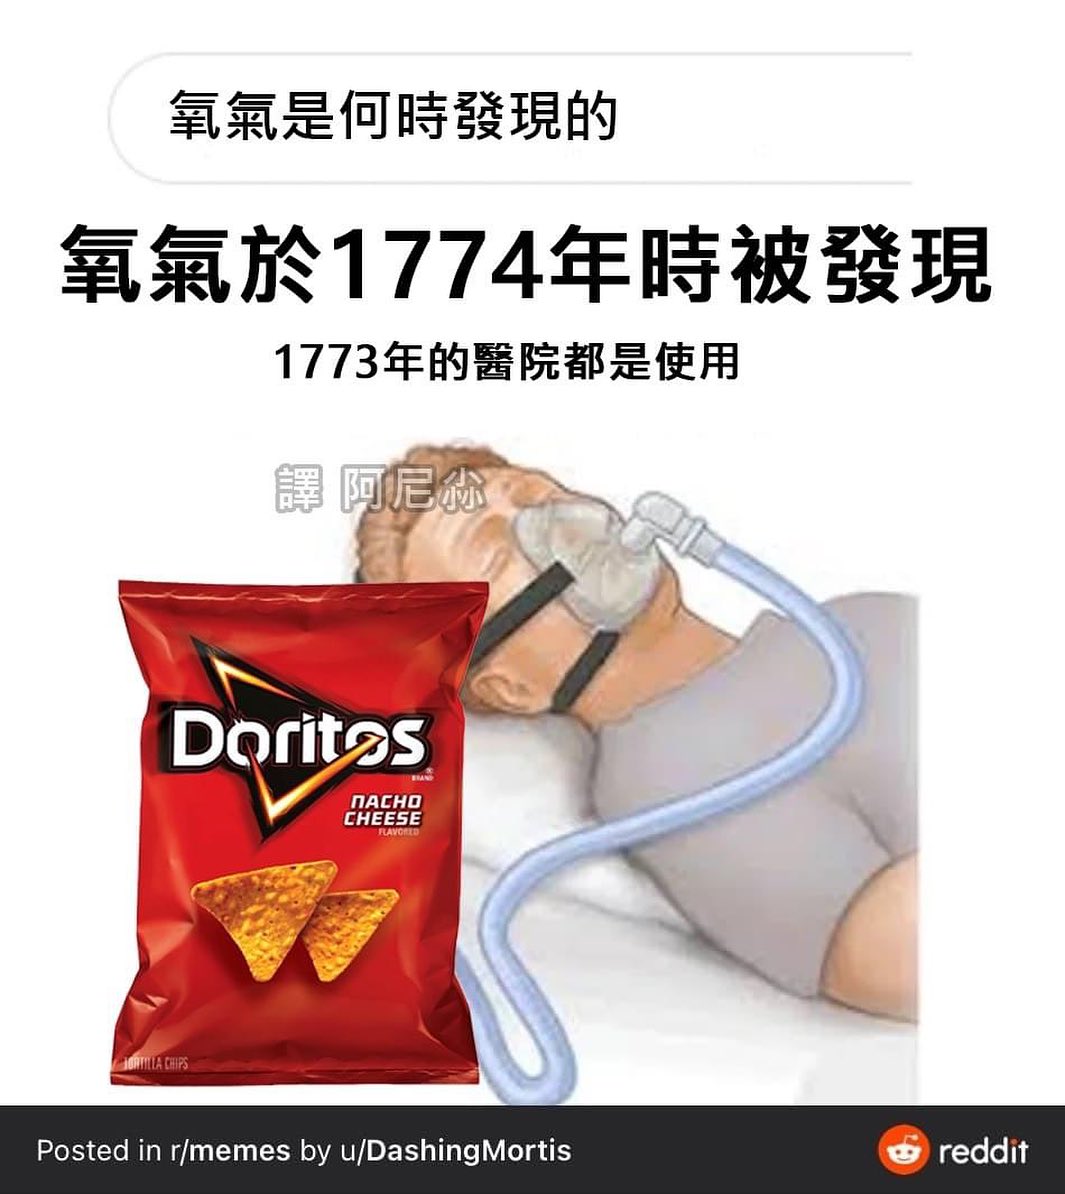 氧氣是何時發現的
氧氣於1774年時被發現
1773年的醫院都是使用
譯 阿尼尛
Doritos
®
BRAND
NACHO
CHEESE
FLAVORED
TORTILLA CHIPS
Posted in r/memes by u/DashingMortis
reddit